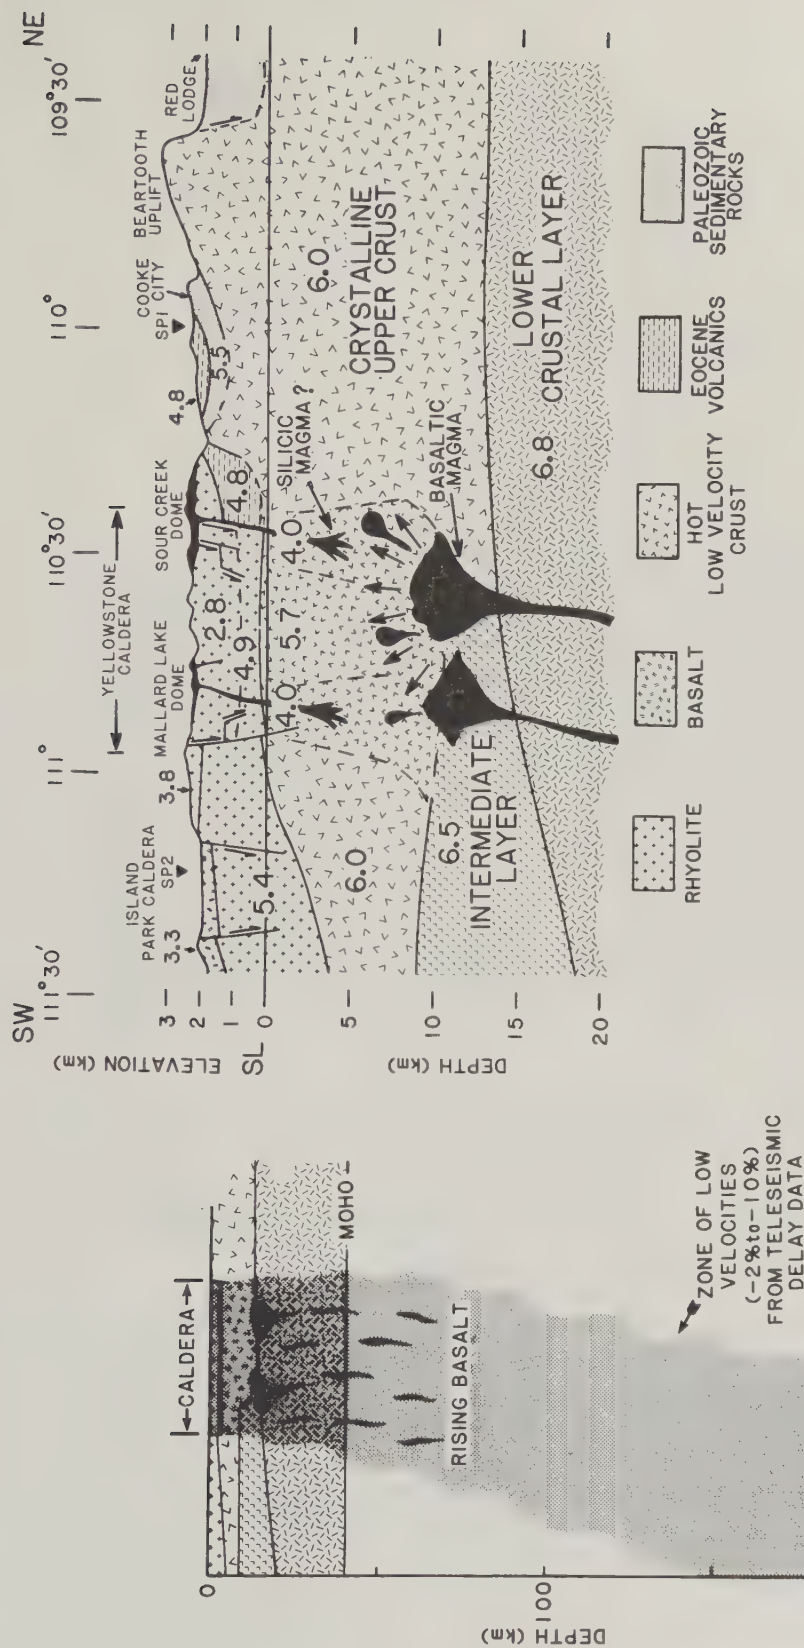 SW
NE
111°30'
111°
110°30'
110°
109°30'
YELLOWSTONE
CALDERA
ISLAND
PARK CALDERA
SP2
MALLARD LAKE
DOME
SOUR CREEK
DOME
COOKE
CITY
SP1
BEARTOOTH
UPLIFT
RED
LODGE
3.3
3.8
4.8
ELEVATION (km)
3
2
1
SL 0
5
10
15
20
DEPTH (km)
5.4
2.8
4.9
4.8
5.5
4.0
5.7
4.0
6.0
6.0
SILICIC
MAGMA?
CRYSTALLINE
UPPER CRUST
BASALTIC
MAGMA
6.5
INTERMEDIATE
LAYER
6.8
LOWER
CRUSTAL LAYER
RHYOLITE
BASALT
HOT
LOW VELOCITY
CRUST
EOCENE
VOLCANICS
PALEOZOIC
SEDIMENTARY
ROCKS
CALDERA
0
100
DEPTH (km)
MOHO
RISING BASALT
ZONE OF LOW
VELOCITIES
(-2% to -10%)
FROM TELESEISMIC
DELAY DATA